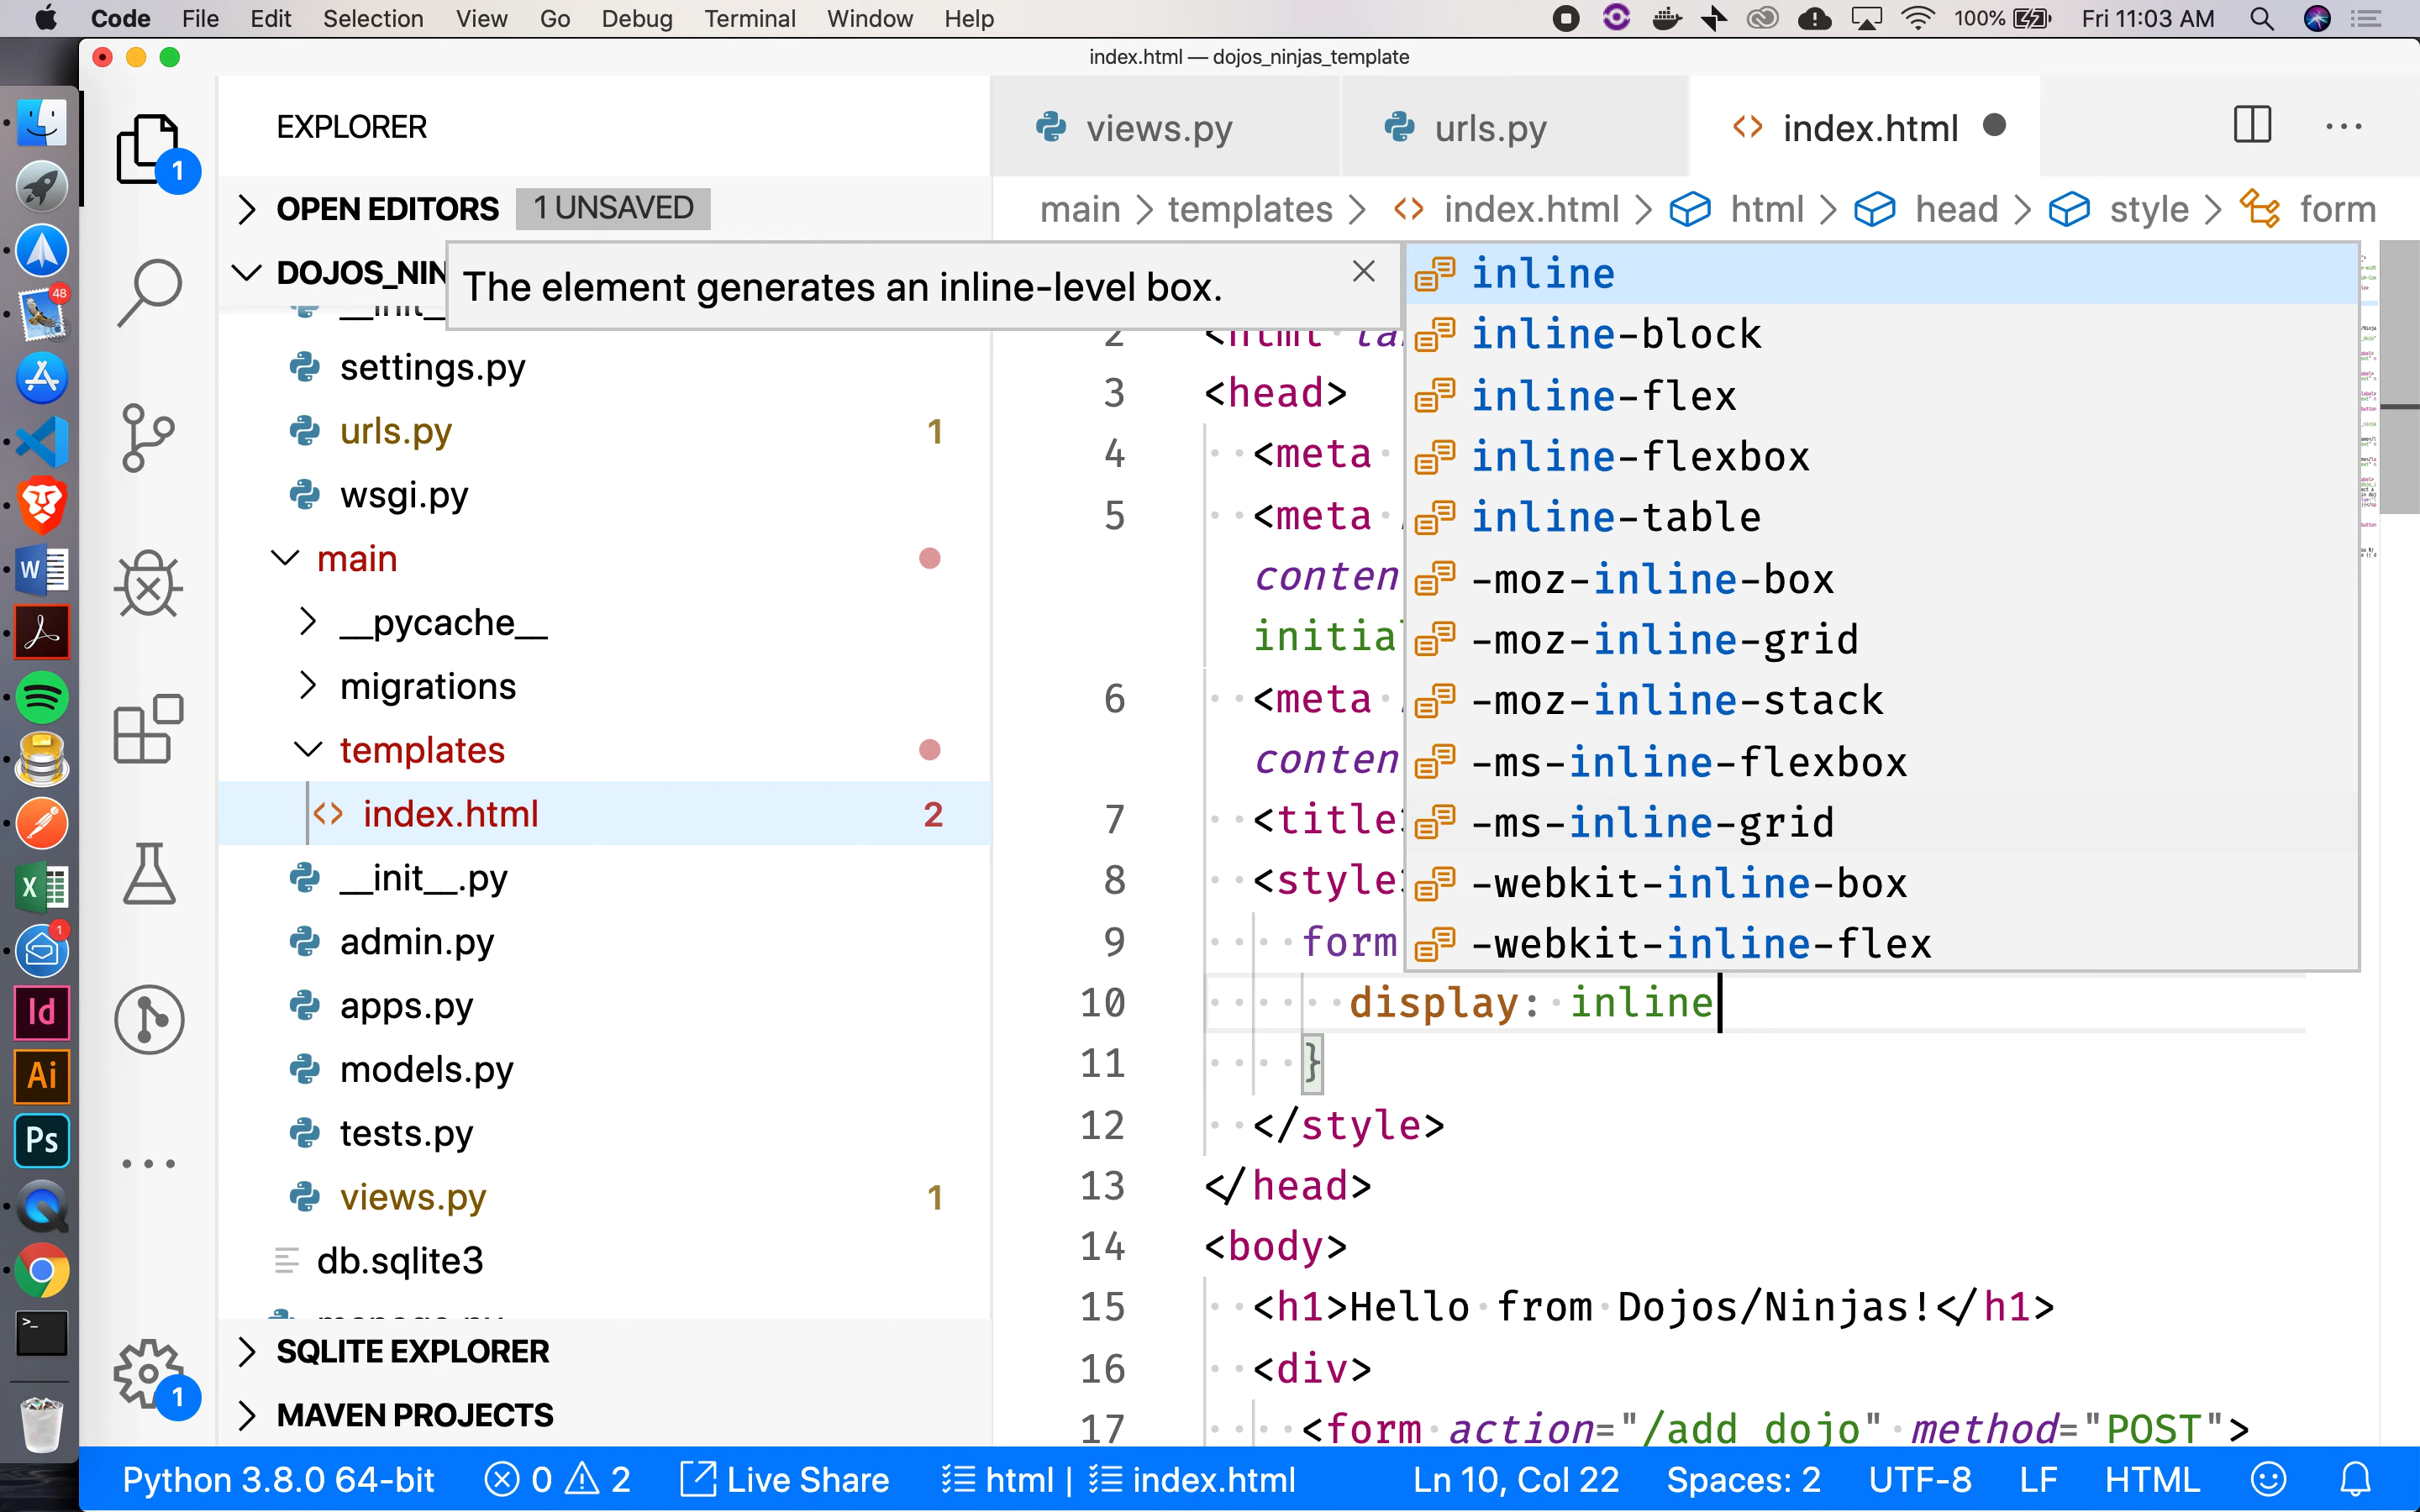 Code File Edit Selection View Go Debug Terminal Window Help 100% Fri 11:03 AM
index.html — dojos_ninjas_template
EXPLORER
views.py urls.py index.html
OPEN EDITORS 1 UNSAVED
main > templates > index.html > html > head > style > form
DOJOS_NIN
The element generates an inline-level box.
settings.py
urls.py 1
wsgi.py
main
__pycache__
migrations
templates
index.html 2
__init__.py
admin.py
apps.py
models.py
tests.py
views.py 1
db.sqlite3
SQLITE EXPLORER
MAVEN PROJECTS
inline
inline-block
inline-flex
inline-flexbox
inline-table
-moz-inline-box
-moz-inline-grid
-moz-inline-stack
-ms-inline-flexbox
-ms-inline-grid
-webkit-inline-box
-webkit-inline-flex
2 <html
3 <head>
4 <meta
5 <meta
conten
initia
6 <meta
conten
7 <title
8 <style
9 form
10 display: inline
11 }
12 </style>
13 </head>
14 <body>
15 <h1>Hello from Dojos/Ninjas!</h1>
16 <div>
17 <form action="/add_dojo" method="POST">
1
48
W
X
1
Id
Ai
Ps
1
Python 3.8.0 64-bit 0 2 Live Share html | index.html Ln 10, Col 22 Spaces: 2 UTF-8 LF HTML